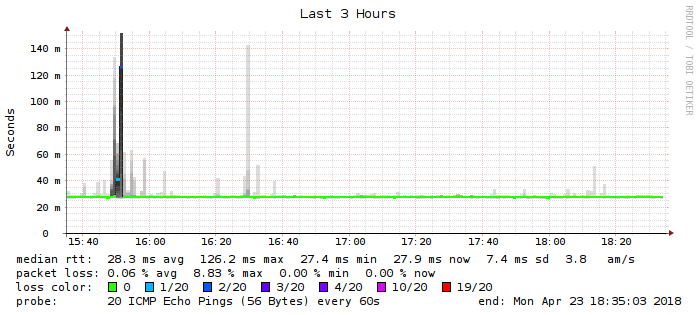 Last 3 Hours
RRDTOOL / TOBI OETIKER
Seconds
140 m
120 m
100 m
80 m
60 m
40 m
20 m
0
15:40 16:00 16:20 16:40 17:00 17:20 17:40 18:00 18:20
median rtt: 28.3 ms avg 126.2 ms max 27.4 ms min 27.9 ms now 7.4 ms sd 3.8 am/s
packet loss: 0.06 % avg 8.83 % max 0.00 % min 0.00 % now
loss color: 0 1/20 2/20 3/20 4/20 10/20 19/20
probe: 20 ICMP Echo Pings (56 Bytes) every 60s end: Mon Apr 23 18:35:03 2018